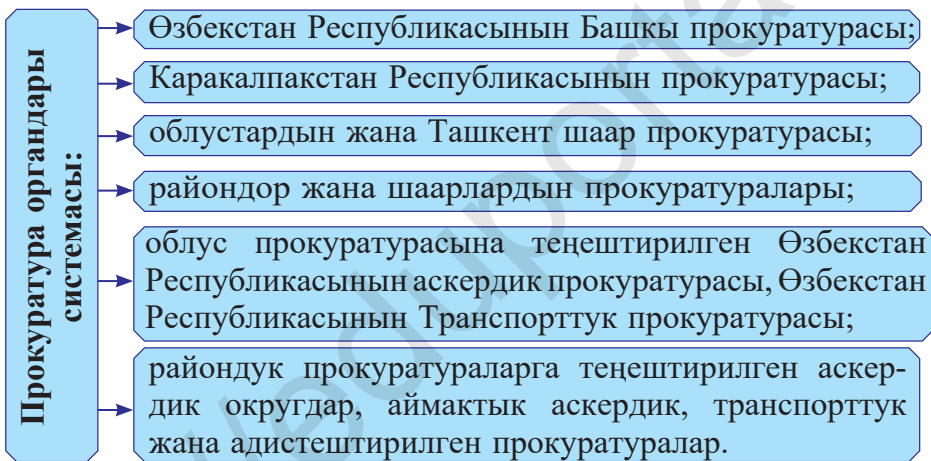 Прокуратура органдары
системасы:
Өзбекстан Республикасынын Башкы прокуратурасы;
Каракалпакстан Республикасынын прокуратурасы;
облустардын жана Ташкент шаар прокуратурасы;
райондор жана шаарлардын прокуратуралары;
облус прокуратурасына теңештирилген Өзбекстан
Республикасынын аскердик прокуратурасы, Өзбекстан
Республикасынын Транспорттук прокуратурасы;
райондук прокуратураларга теңештирилген аскер-
дик округдар, аймактык аскердик, транспорттук
жана адистештирилген прокуратуралар.